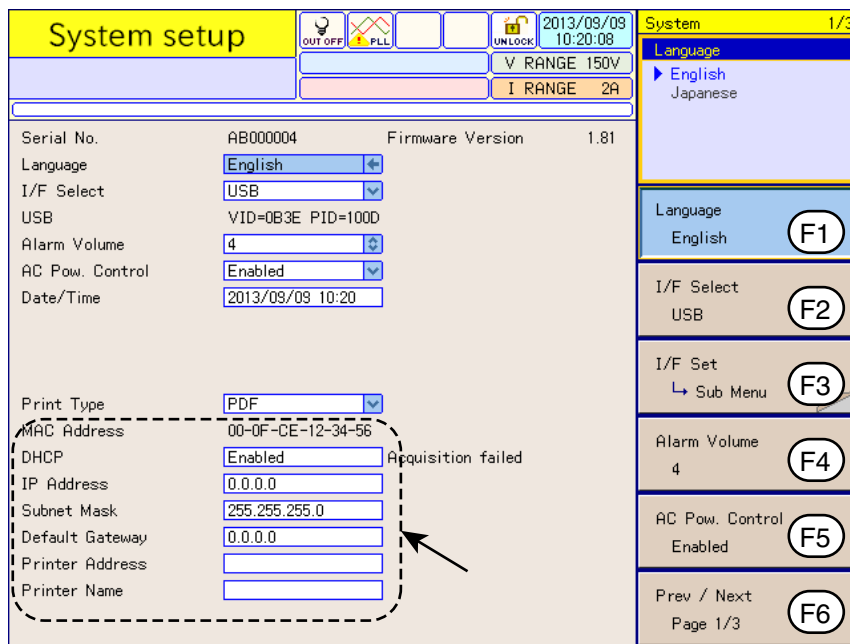 System setup
OUT OFF
PLL
UNLOCK
2013/09/09
10:20:08
V RANGE 150V
I RANGE 2A
Serial No. AB000004 Firmware Version 1.81
Language English
I/F Select USB
USB VID=0B3E PID=100D
Alarm Volume 4
AC Pow. Control Enabled
Date/Time 2013/09/09 10:20
Print Type PDF
MAC Address 00-0F-CE-12-34-56
DHCP Enabled Acquisition failed
IP Address 0.0.0.0
Subnet Mask 255.255.255.0
Default Gateway 0.0.0.0
Printer Address
Printer Name
System 1/3
Language
English
Japanese
Language
English
F1
I/F Select
USB
F2
I/F Set
Sub Menu
F3
Alarm Volume
4
F4
AC Pow. Control
Enabled
F5
Prev / Next
Page 1/3
F6